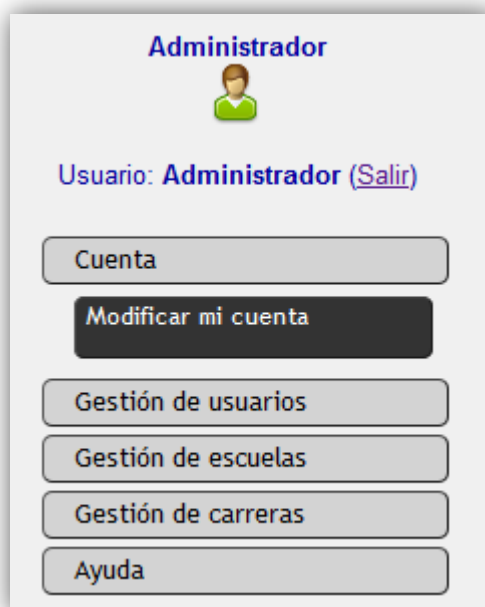 Administrador
Usuario: Administrador (Salir)
Cuenta
Modificar mi cuenta
Gestión de usuarios
Gestión de escuelas
Gestión de carreras
Ayuda